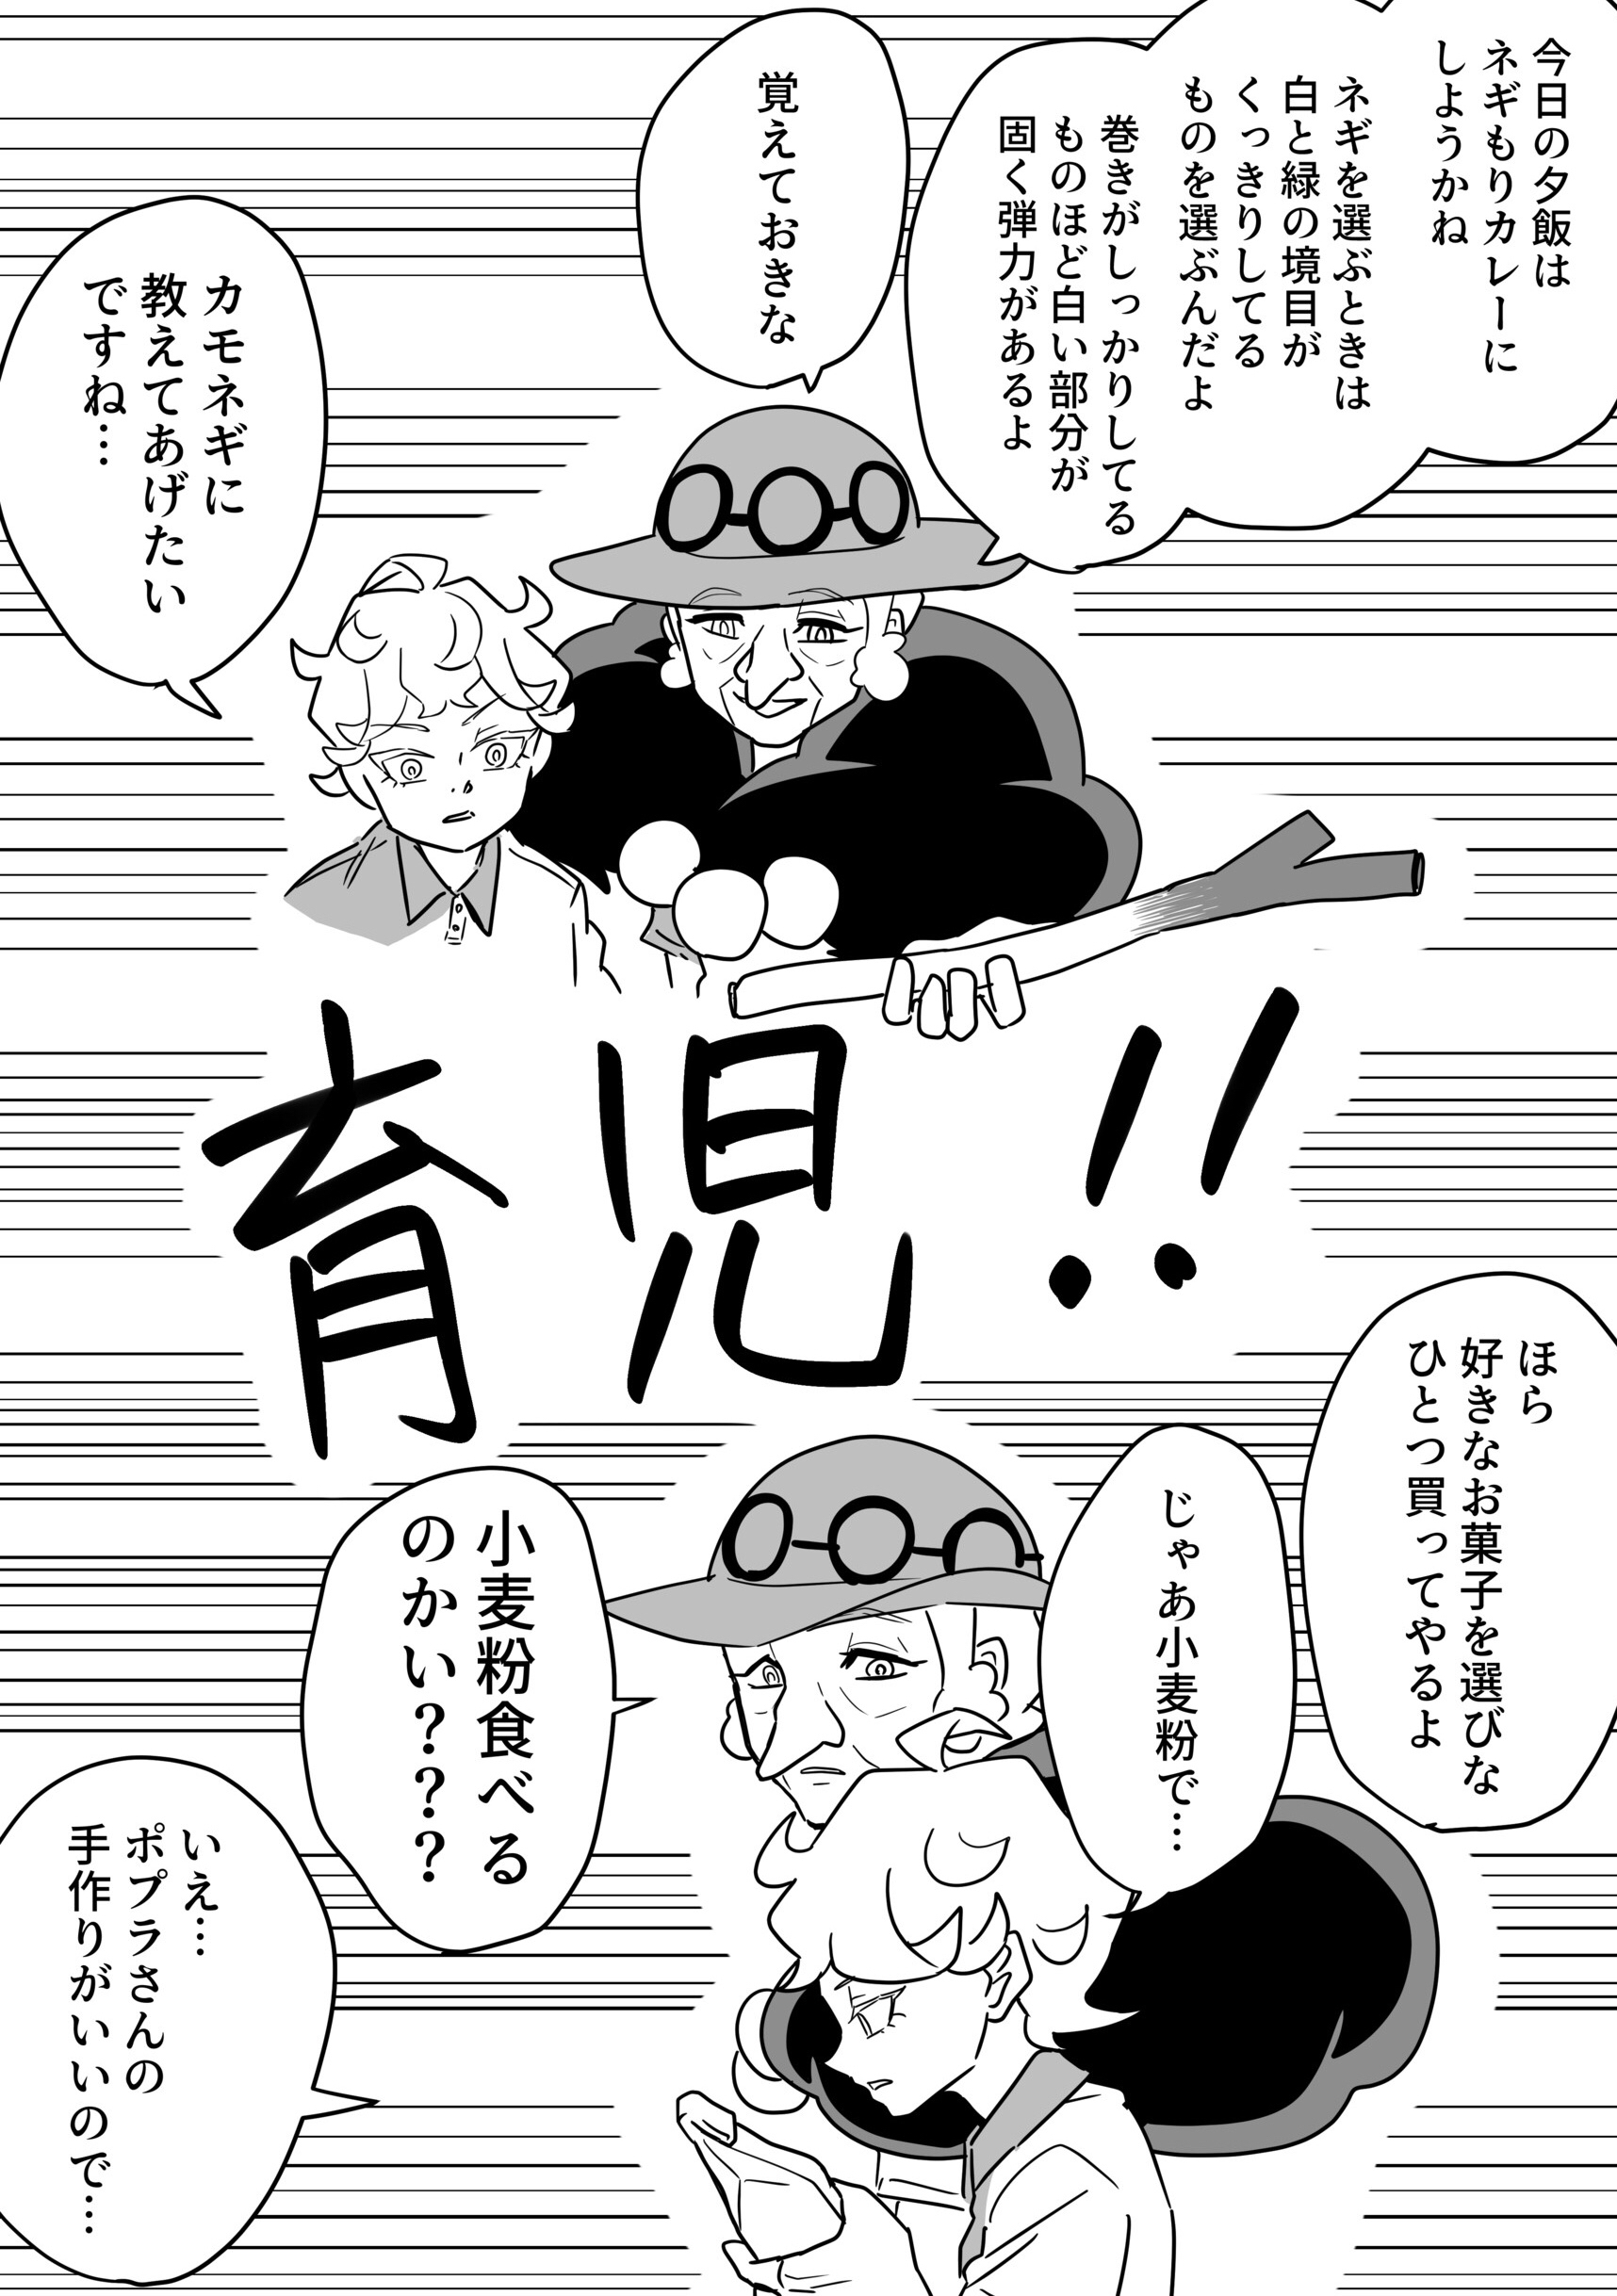 今日の夕飯は
ネギもりカレーに
しようかね
ネギを選ぶときは
白と緑の境目が
くっきりしてる
ものを選ぶんだよ
巻きがしっかりしてる
ものほど白い部分が
固く弾力があるよ
覚えておきな
カモネギに
教えてあげたい
ですね…
育児!!
ほら
好きなお菓子を選びな
ひとつ買ってやるよ
じゃあ小麦粉で…
小麦粉食べる
のかい？？？
いえ…
ポプラさんの
手作りがいいので…